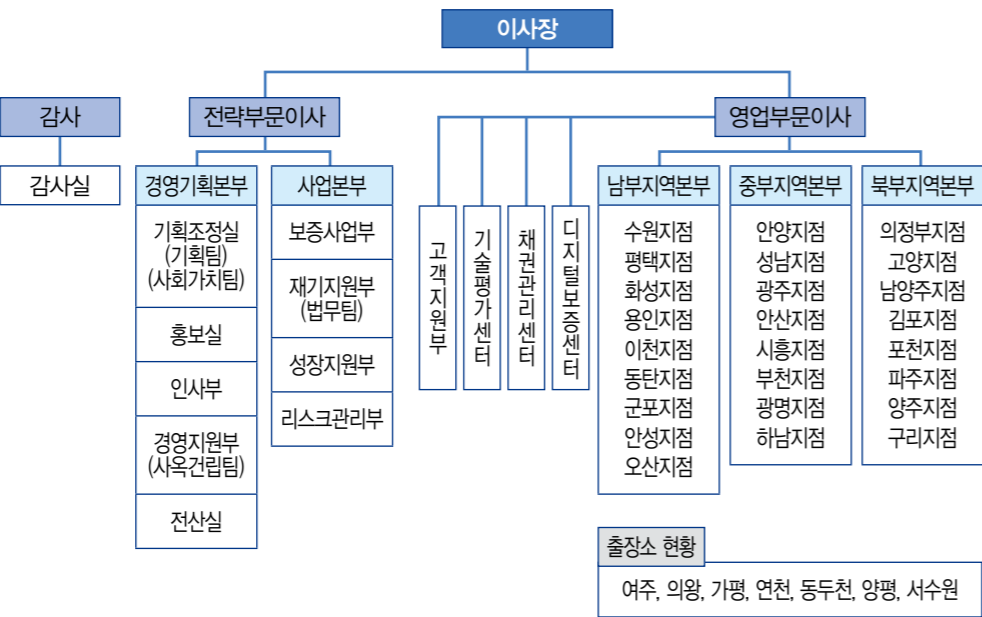 이사장
감사
전략부문이사
영업부문이사
감사실
경영기획본부
기획조정실
(기획팀)
(사회가치팀)
홍보실
인사부
경영지원부
(사옥건립팀)
전산실
사업본부
보증사업부
재기지원부
(법무팀)
성장지원부
리스크관리부
고객지원부
기술평가센터
채권관리센터
디지털보증센터
남부지역본부
수원지점
평택지점
화성지점
용인지점
이천지점
동탄지점
군포지점
안성지점
오산지점
중부지역본부
안양지점
성남지점
광주지점
안산지점
시흥지점
부천지점
광명지점
하남지점
북부지역본부
의정부지점
고양지점
남양주지점
김포지점
포천지점
파주지점
양주지점
구리지점
출장소 현황
여주, 의왕, 가평, 연천, 동두천, 양평, 서수원